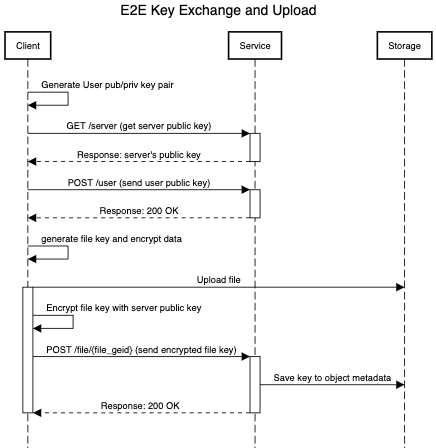 E2E Key Exchange and Upload
Client
Service
Storage
Generate User pub/priv key pair
GET /server (get server public key)
Response: server's public key
POST /user (send user public key)
Response: 200 OK
generate file key and encrypt data
Upload file
Encrypt file key with server public key
POST /file/{file_geid} (send encrypted file key)
Save key to object metadata
Response: 200 OK